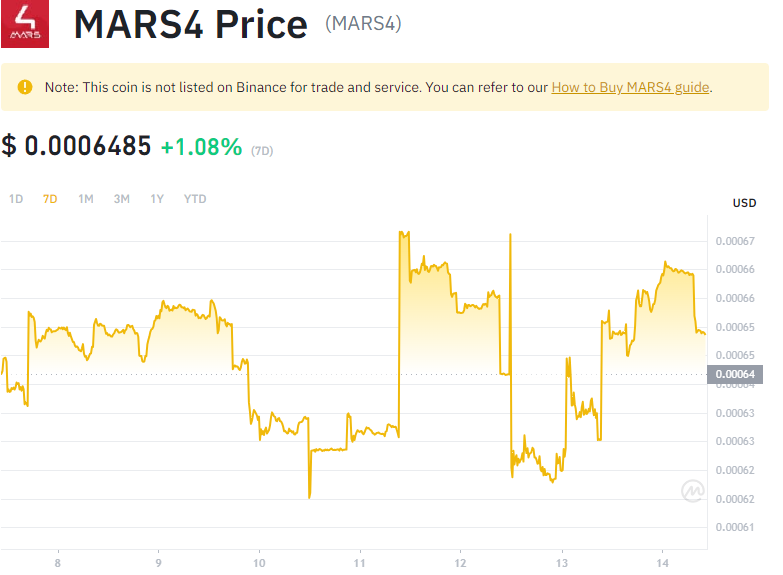 4
MARS
MARS4 Price (MARS4)
Note: This coin is not listed on Binance for trade and service. You can refer to our How to Buy MARS4 guide.
$ 0.0006485 +1.08% (7D)
1D 7D 1M 3M 1Y YTD
USD
0.00067
0.00066
0.00066
0.00065
0.00065
0.00064
0.00064
0.00063
0.00063
0.00062
0.00062
0.00061
8 9 10 11 12 13 14